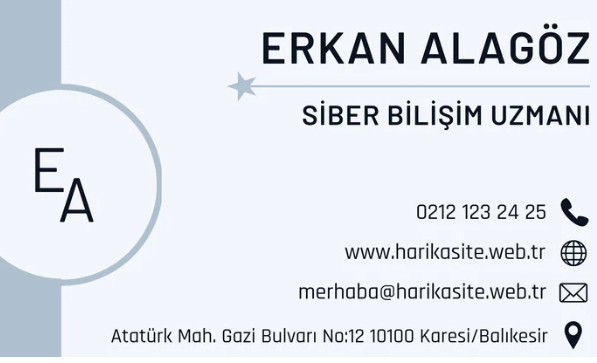 ERKAN ALAGÖZ
SİBER BİLİŞİM UZMANI
EA
0212 123 24 25
www.harikasite.web.tr
merhaba@harikasite.web.tr
Atatürk Mah. Gazi Bulvarı No:12 10100 Karesi/Balıkesir